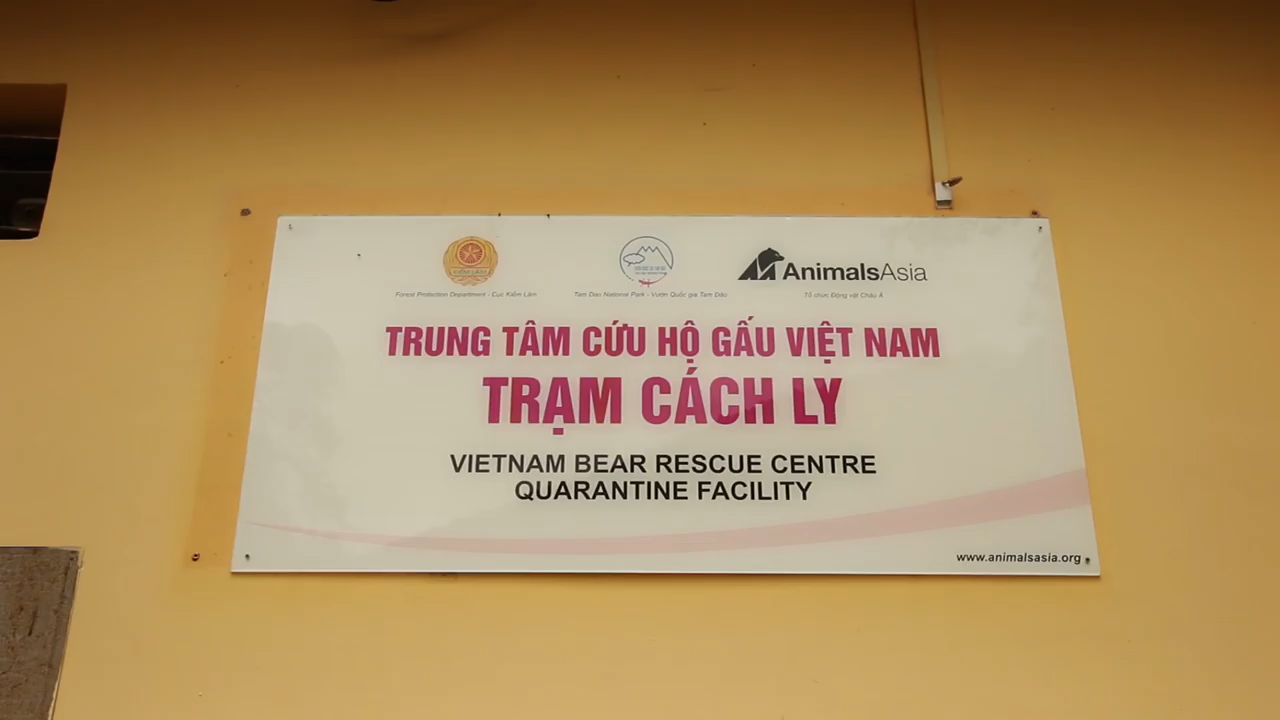 KIỂM LÂM
AnimalsAsia
Forest Protection Department - Cục Kiểm Lâm
Tam Dao National Park - Vườn Quốc gia Tam Đảo
Tổ chức Động vật Châu Á
TRUNG TÂM CỨU HỘ GẤU VIỆT NAM
TRẠM CÁCH LY
VIETNAM BEAR RESCUE CENTRE
QUARANTINE FACILITY
www.animalsasia.org